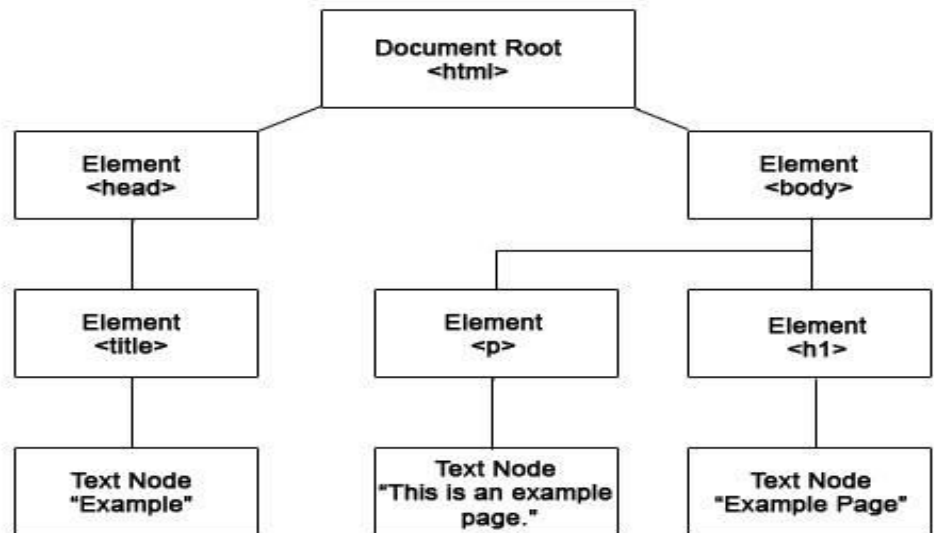 Document Root
<html>
Element
<head>
Element
<body>
Element
<title>
Element
<p>
Element
<h1>
Text Node
“Example”
Text Node
"This is an example
page."
Text Node
"Example Page"